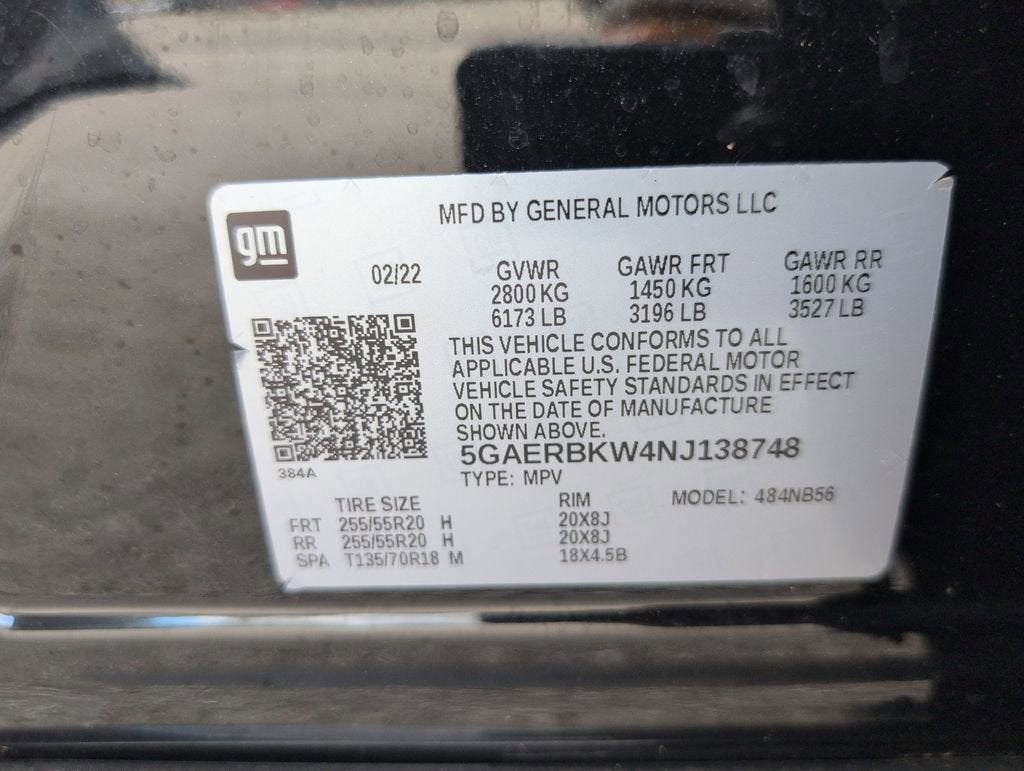 gm
MFD BY GENERAL MOTORS LLC
02/22
GVWR GAWR FRT GAWR RR
2800 KG 1450 KG 1600 KG
6173 LB 3196 LB 3527 LB
THIS VEHICLE CONFORMS TO ALL
APPLICABLE U.S. FEDERAL MOTOR
VEHICLE SAFETY STANDARDS IN EFFECT
ON THE DATE OF MANUFACTURE
SHOWN ABOVE.
5GAERBKW4NJ138748
384A
TYPE: MPV
TIRE SIZE RIM MODEL: 484NB56
FRT 255/55R20 H 20X8J
RR 255/55R20 H 20X8J
SPA T135/70R18 M 18X4.5B